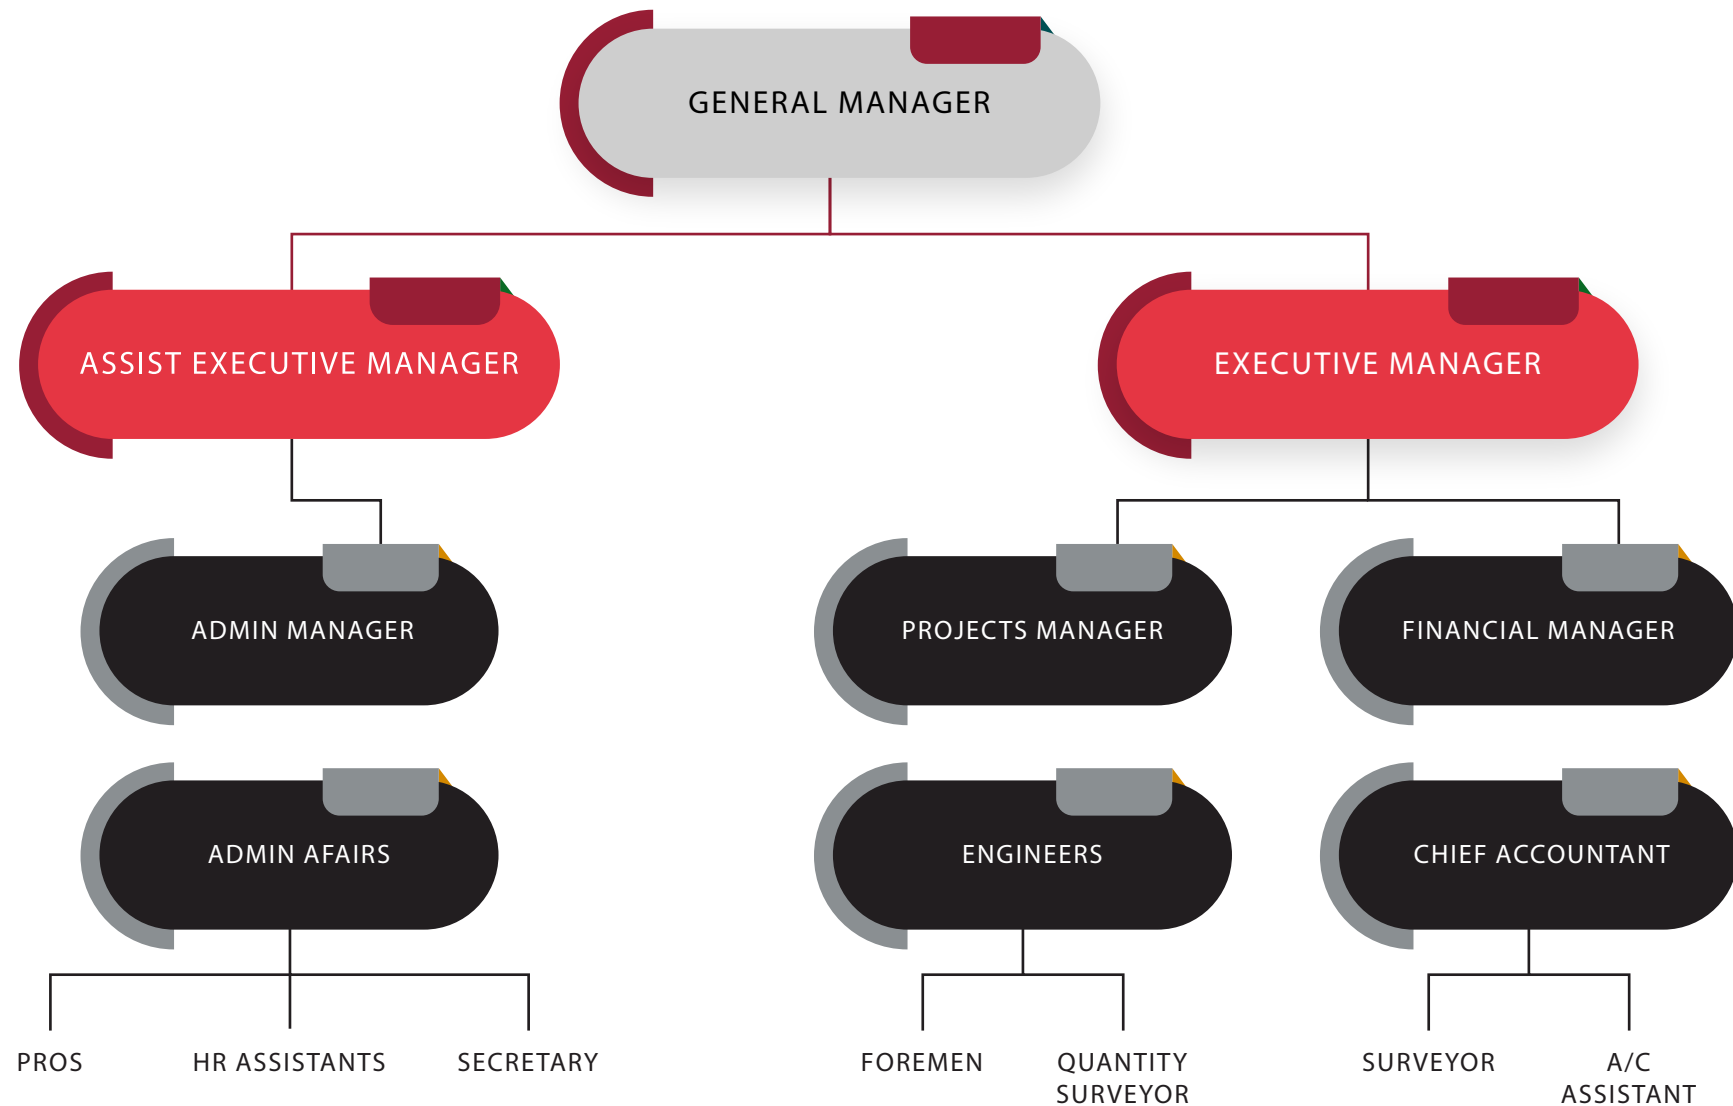 GENERAL MANAGER
ASSIST EXECUTIVE MANAGER
EXECUTIVE MANAGER
ADMIN MANAGER
PROJECTS MANAGER
FINANCIAL MANAGER
ADMIN AFAIRS
ENGINEERS
CHIEF ACCOUNTANT
PROS
HR ASSISTANTS
SECRETARY
FOREMEN
QUANTITY
SURVEYOR
SURVEYOR
A/C
ASSISTANT